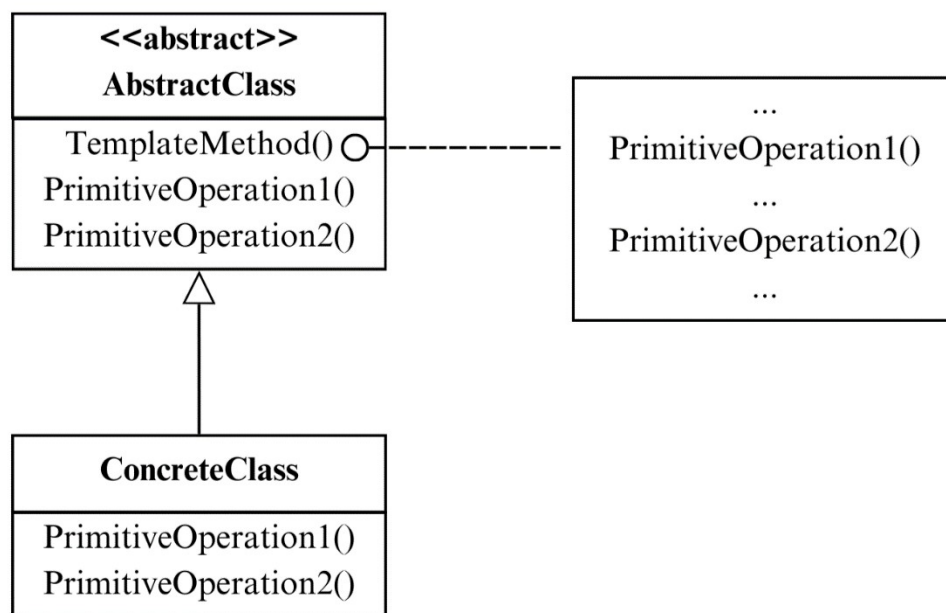 <<abstract>>
AbstractClass
TemplateMethod()
PrimitiveOperation1()
PrimitiveOperation2()
...
PrimitiveOperation1()
...
PrimitiveOperation2()
...
ConcreteClass
PrimitiveOperation1()
PrimitiveOperation2()